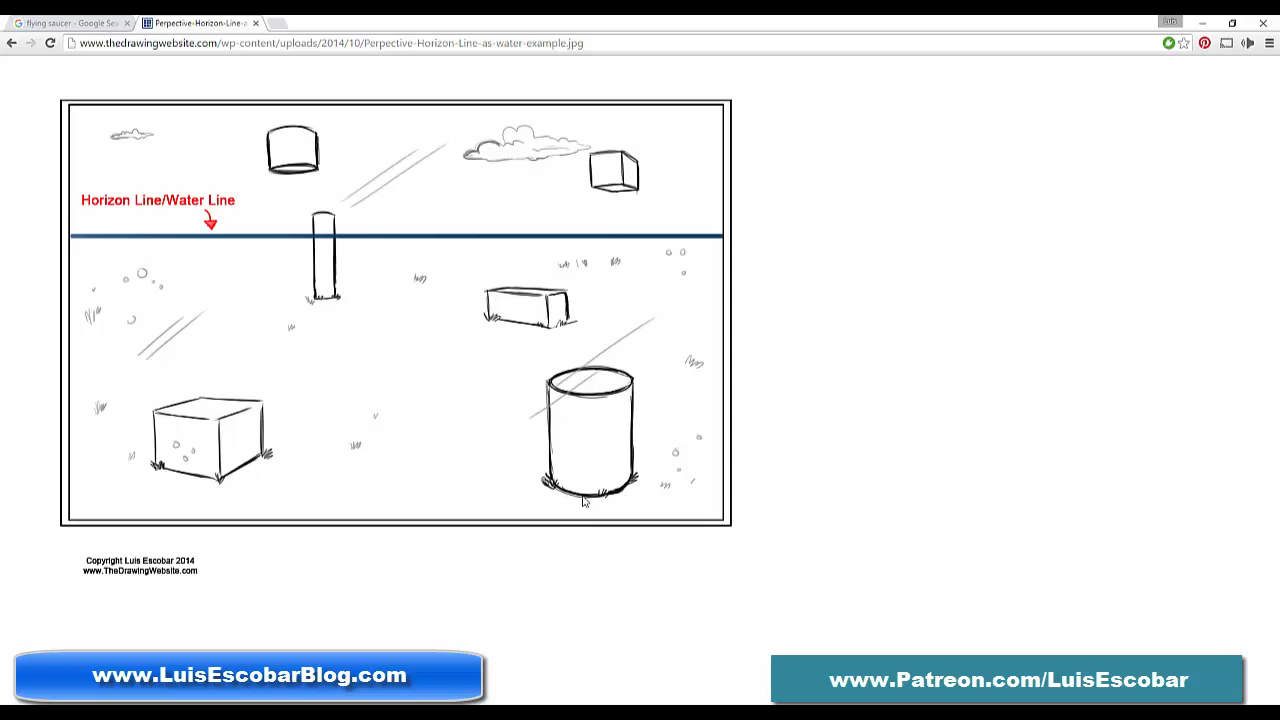 flying saucer - Google Sea
Perpective-Horizon-Line-a
Luis
www.thedrawingwebsite.com/wp-content/uploads/2014/10/Perpective-Horizon-Line-as-water-example.jpg
Horizon Line/Water Line
Copyright Luis Escobar 2014
www.TheDrawingWebsite.com
www.LuisEscobarBlog.com
www.Patreon.com/LuisEscobar